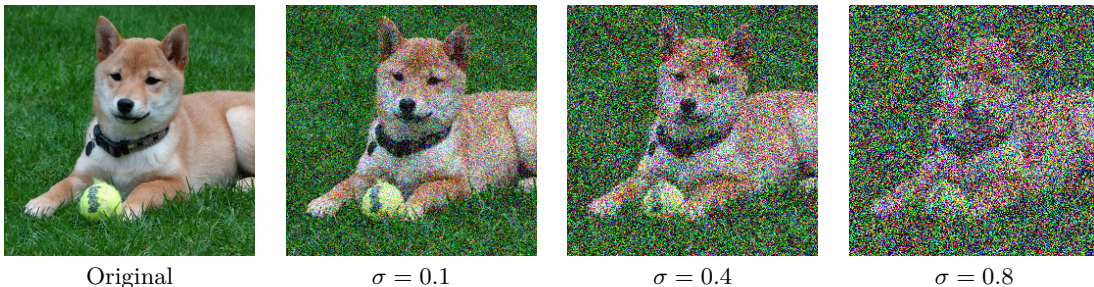 Original
σ = 0.1
σ = 0.4
σ = 0.8